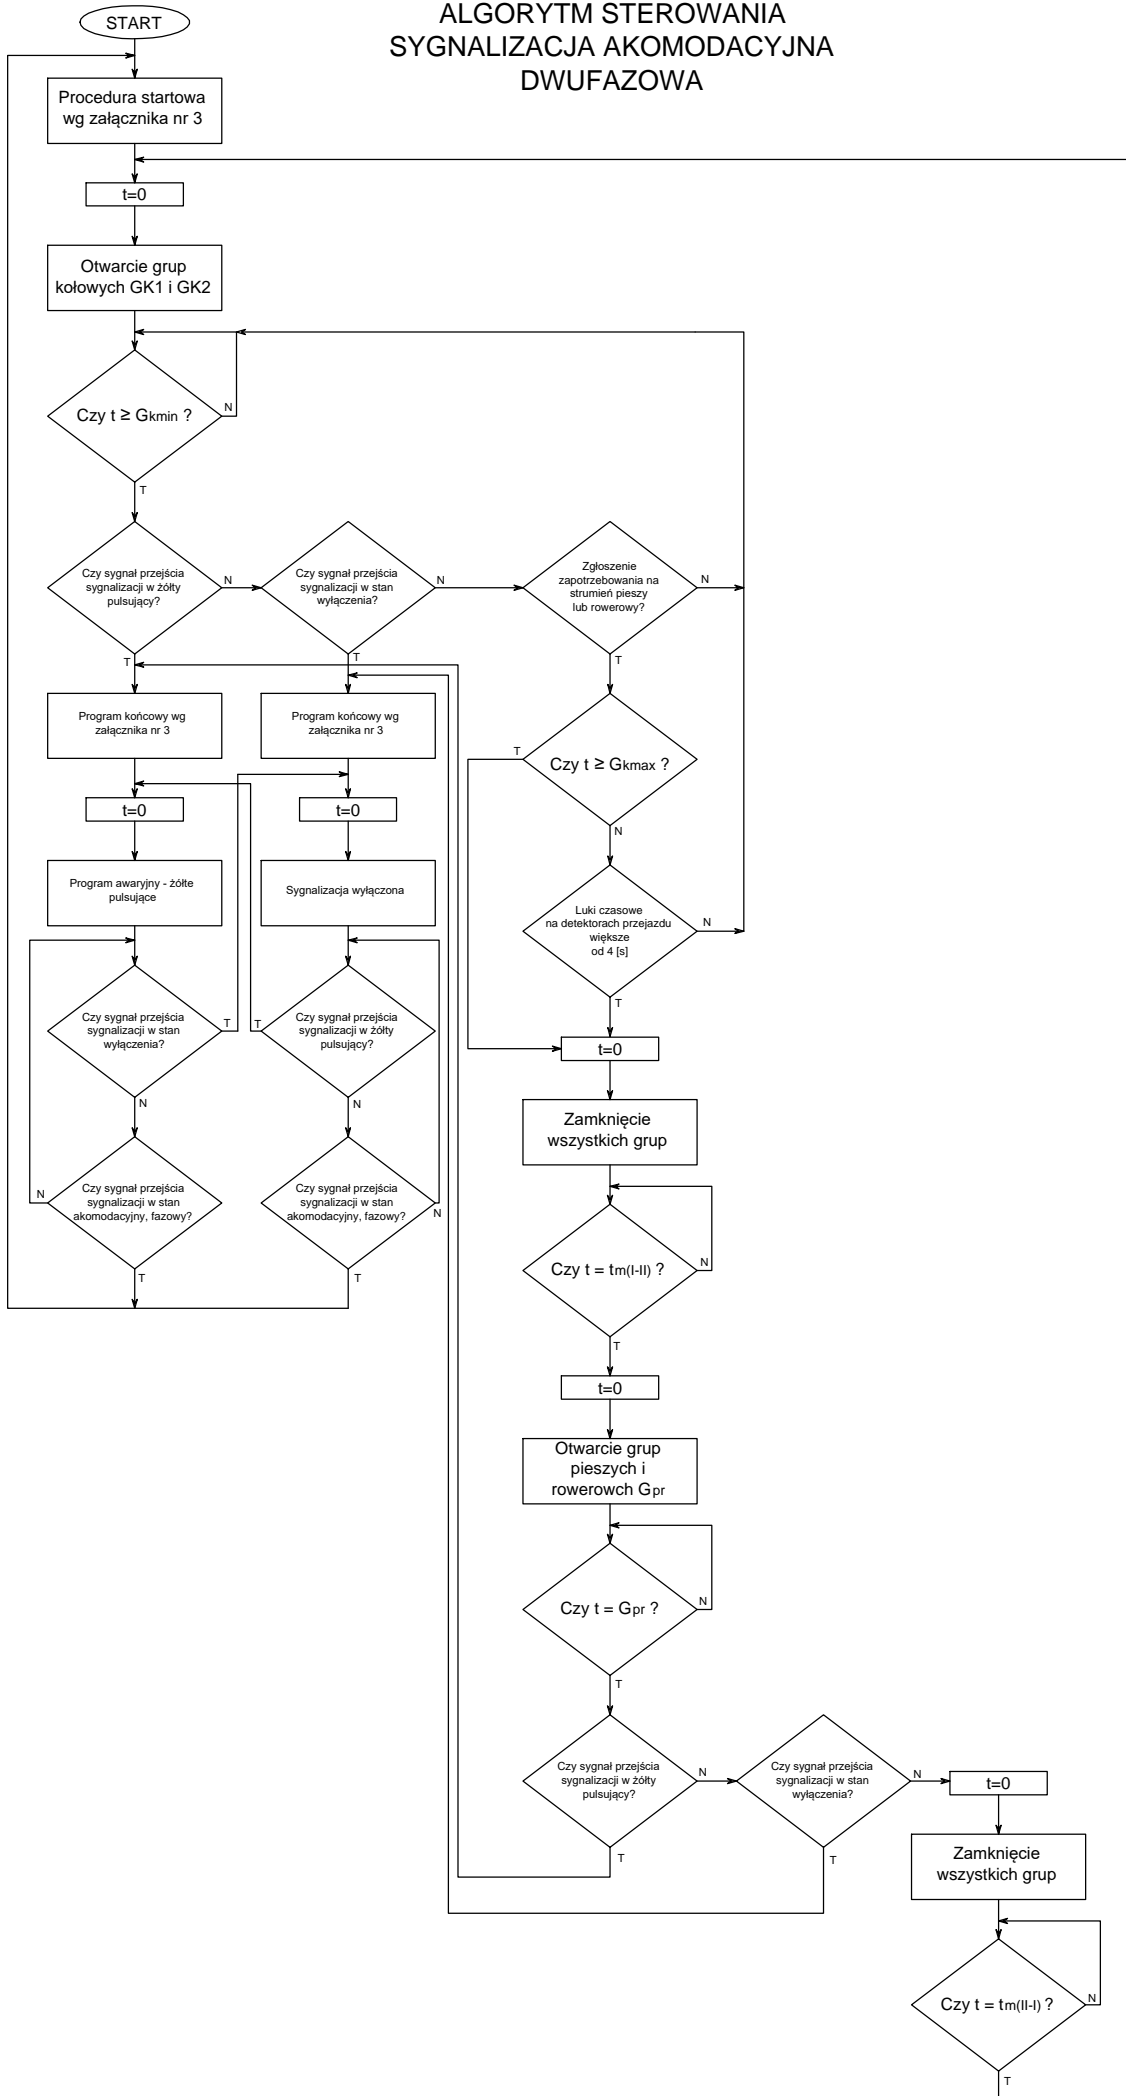 ALGORYTM STEROWANIA
SYGNALIZACJA AKOMODACYJNA
DWUFAZOWA
START
Procedura startowa
wg załącznika nr 3
t=0
Otwarcie grup
kołowych GK1 i GK2
Czy t ≥ Gkmin ?
N
T
Czy sygnał przejścia
sygnalizacji w żółty
pulsujący?
N
T
Czy sygnał przejścia
sygnalizacji w stan
wyłączenia?
N
T
Zgłoszenie
zapotrzebowania na
strumień pieszy
lub rowerowy?
N
T
Program końcowy wg
załącznika nr 3
Program końcowy wg
załącznika nr 3
Czy t ≥ Gkmax ?
T
N
t=0
t=0
Program awaryjny - żółte
pulsujące
Sygnalizacja wyłączona
Luki czasowe
na detektorach przejazdu
większe
od 4 [s]
N
T
Czy sygnał przejścia
sygnalizacji w stan
wyłączenia?
T
N
Czy sygnał przejścia
sygnalizacji w żółty
pulsujący?
T
N
t=0
Zamknięcie
wszystkich grup
Czy sygnał przejścia
sygnalizacji w stan
akomodacyjny, fazowy?
N
T
Czy sygnał przejścia
sygnalizacji w stan
akomodacyjny, fazowy?
N
T
Czy t = tm(I-II) ?
N
T
t=0
Otwarcie grup
pieszych i
rowerowch Gpr
Czy t = Gpr ?
N
T
Czy sygnał przejścia
sygnalizacji w żółty
pulsujący?
N
T
Czy sygnał przejścia
sygnalizacji w stan
wyłączenia?
N
T
t=0
Zamknięcie
wszystkich grup
Czy t = tm(II-I) ?
N
T